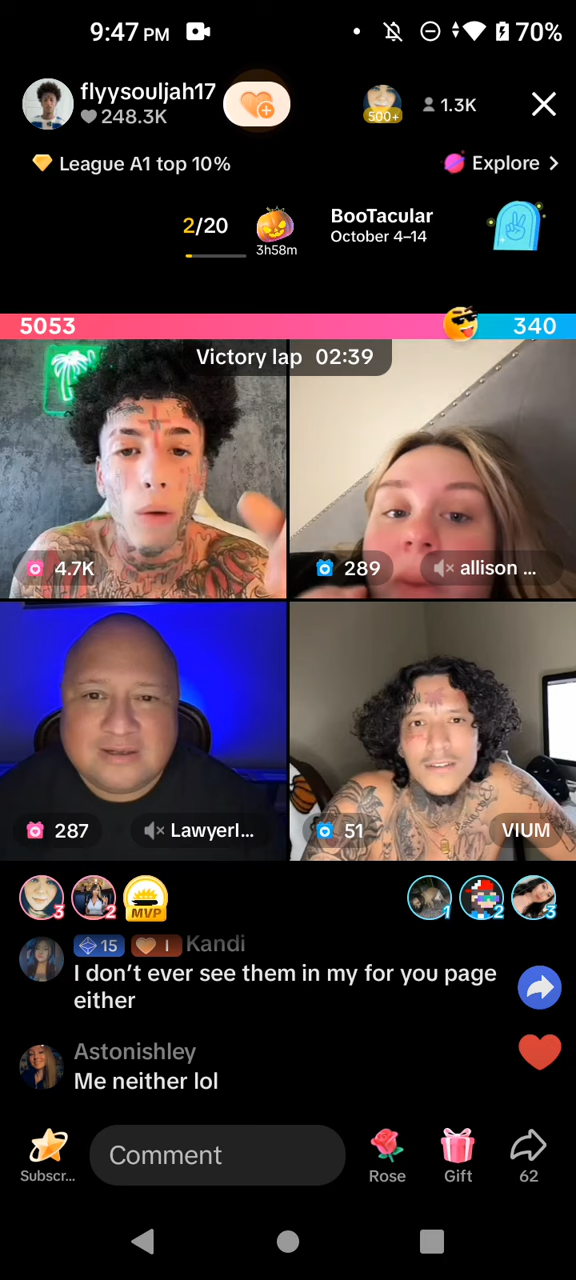 9:47 PM
70%
flyysouljah17
248.3K
500+
1.3K
League A1 top 10%
Explore >
2/20
3h58m
BooTacular
October 4–14
5053
340
Victory lap 02:39
4.7K
289
allison ...
287
LawyerI...
51
VIUM
3
2
MVP
1
2
3
15
I
Kandi
I don’t ever see them in my for you page
either
Astonishley
Me neither lol
Subscr...
Comment
Rose
Gift
62